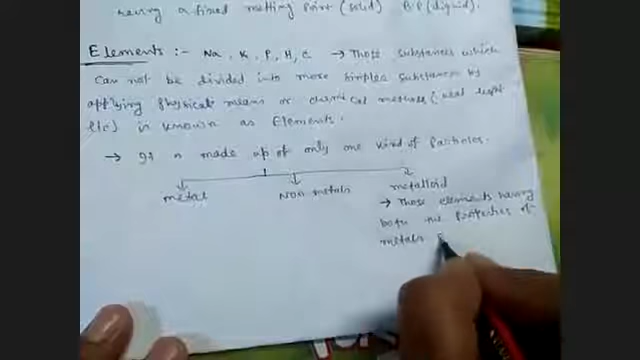 having a fixed melting point (solid) B.P (liquid).
Elements :- Na, K, P, H, C → Those substances which
can not be divided into more simpler substances by
applying physical means or chemical methods (heat light
etc) is known as Elements.
→ It is made up of only one kind of particles.
metal Non metals metalloid
→ Those elements having
both the properties of
metals &